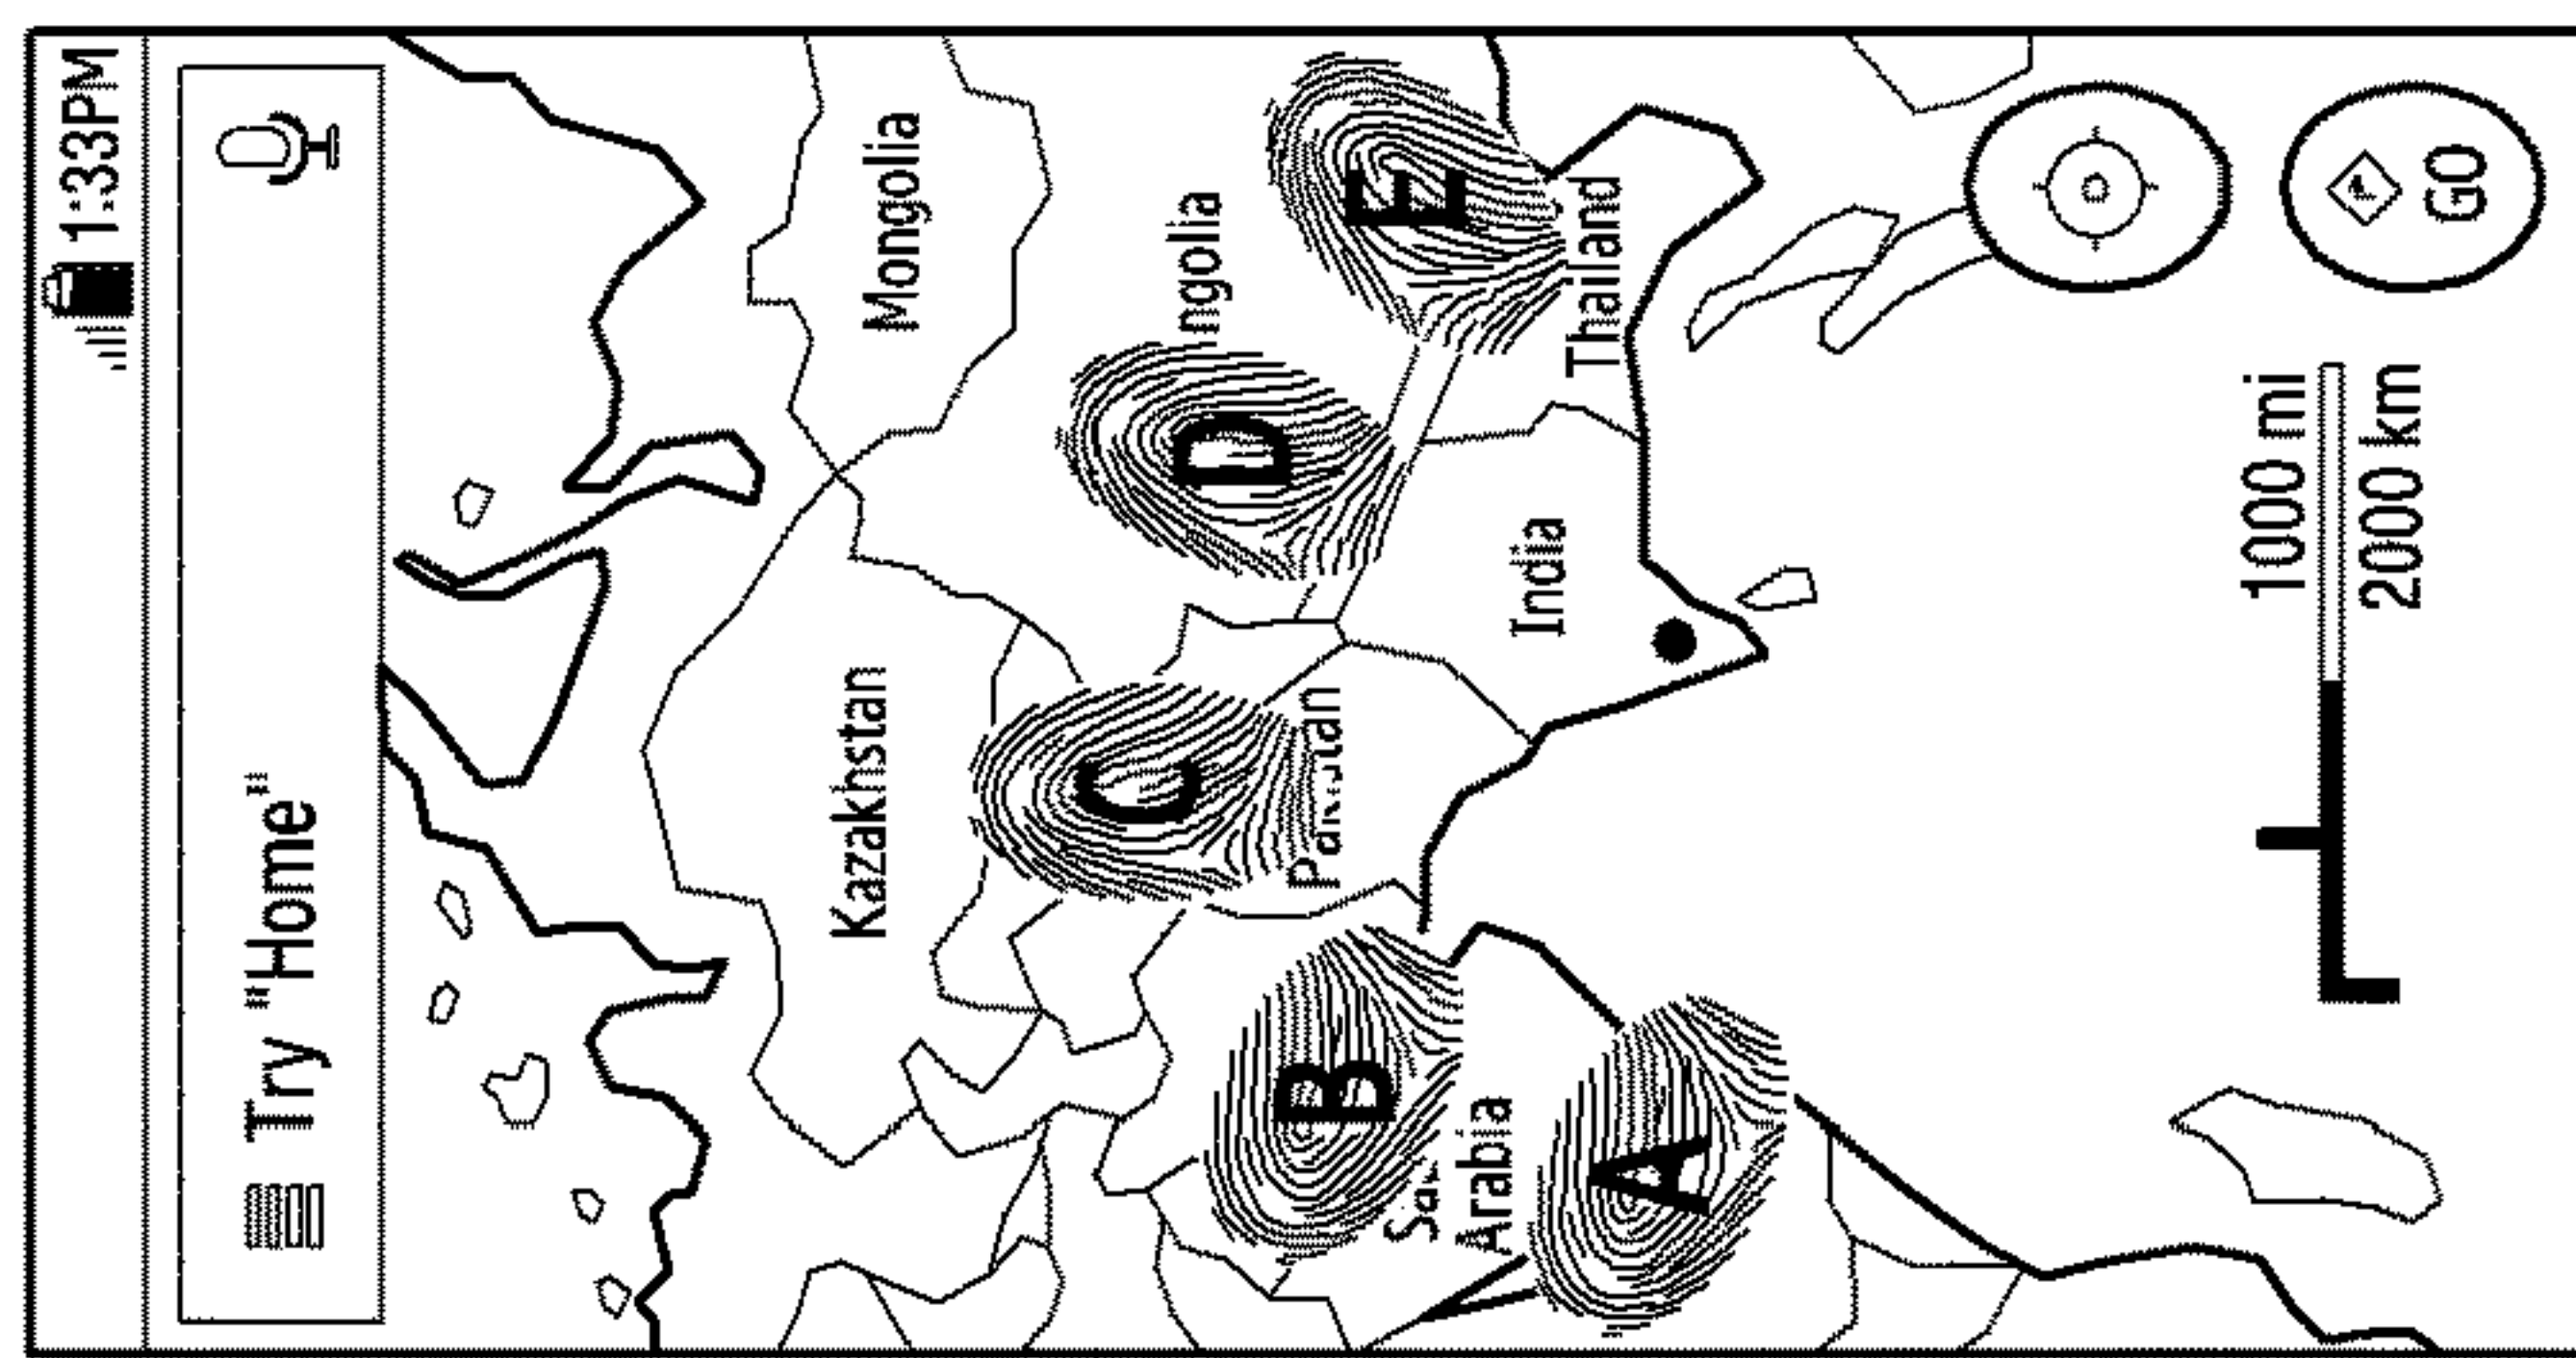 1:33PM
Try "Home"
Kazakhstan
Mongolia
ngolia
C
D
E
B
A
Arabia
India
Thailand
1000 mi
2000 km
GO